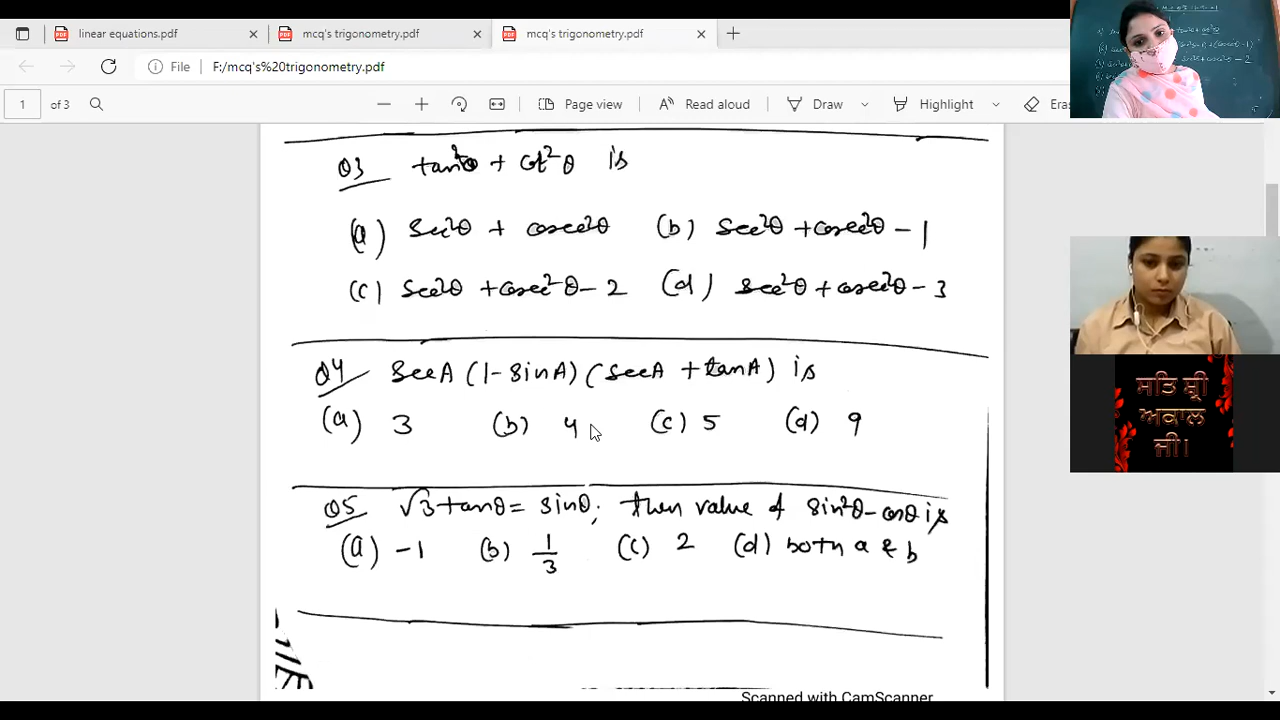 linear equations.pdf
mcq's trigonometry.pdf
mcq's trigonometry.pdf
File F:/mcq's%20trigonometry.pdf
1 of 3 Page view Read aloud Draw Highlight
Q3 tan²θ + cot²θ is
(a) sec²θ + cosec²θ (b) sec²θ + cosec²θ - 1
(c) sec²θ + cosec²θ - 2 (d) sec²θ + cosec²θ - 3
Q4 secA (1-sinA) (secA + tanA) is
(a) 3 (b) 4 (c) 5 (d) 9
Q5 √3 tanθ = sinθ, then value of sin²θ - cosθ is
(a) -1 (b) 1/3 (c) 2 (d) both a & b
Scanned with CamScanner
ਸਤਿ ਸ਼੍ਰੀ
ਅਕਾਲ
ਜੀ।